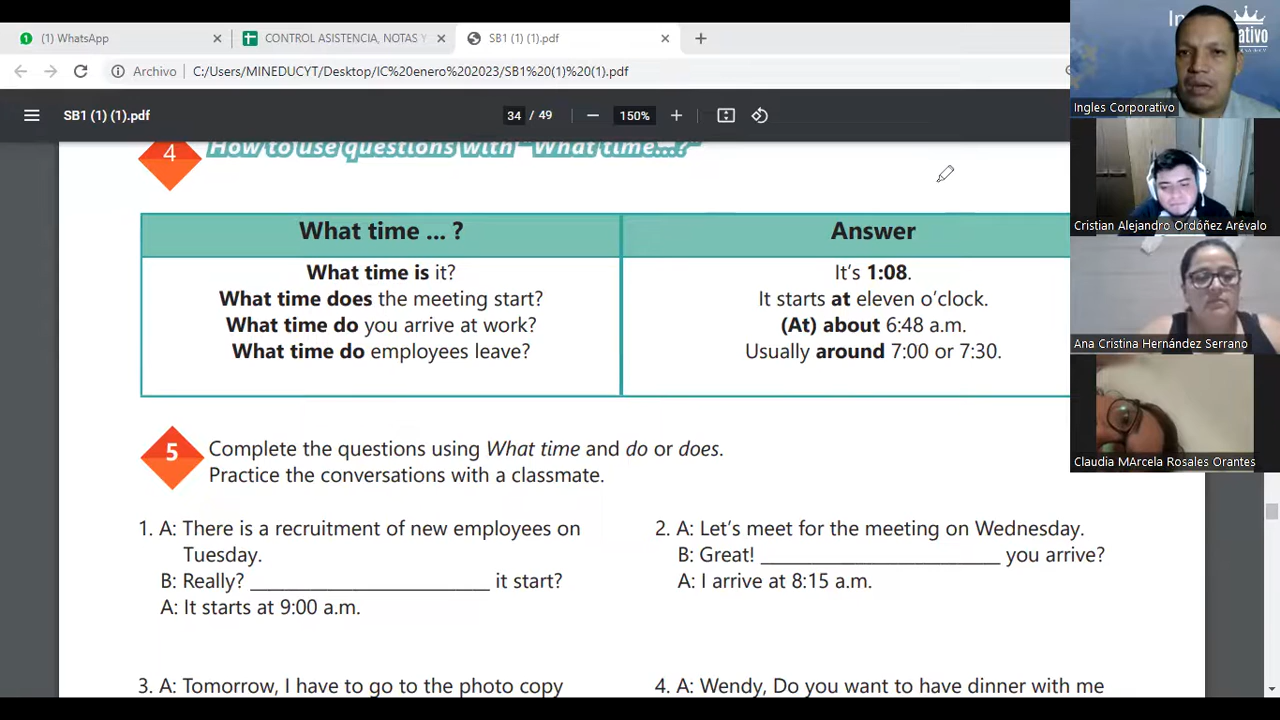 (1) WhatsApp
CONTROL ASISTENCIA, NOTAS Y
SB1 (1) (1).pdf
Archivo
C:/Users/MINEDUCYT/Desktop/IC%20enero%202023/SB1%20(1)%20(1).pdf
SB1 (1) (1).pdf
34 / 49
150%
4
How to use questions with "What time...?"
What time ... ?
Answer
What time is it?
It's 1:08.
What time does the meeting start?
It starts at eleven o'clock.
What time do you arrive at work?
(At) about 6:48 a.m.
What time do employees leave?
Usually around 7:00 or 7:30.
5
Complete the questions using What time and do or does.
Practice the conversations with a classmate.
1. A: There is a recruitment of new employees on
Tuesday.
B: Really? ________________________ it start?
A: It starts at 9:00 a.m.
2. A: Let's meet for the meeting on Wednesday.
B: Great! ________________________ you arrive?
A: I arrive at 8:15 a.m.
3. A: Tomorrow, I have to go to the photo copy
4. A: Wendy, Do you want to have dinner with me
Ingles Corporativo
Cristian Alejandro Ordóñez Arévalo
Ana Cristina Hernández Serrano
Claudia MArcela Rosales Orantes